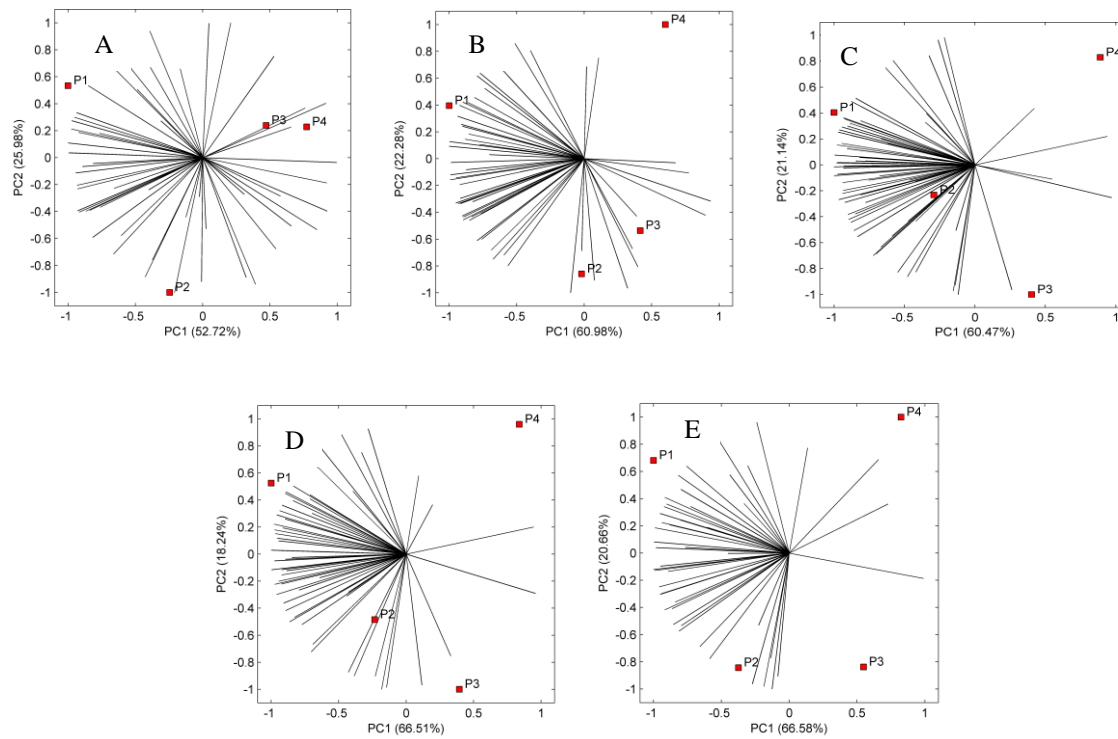 A
P1
P2
P3
P4
1
0.8
0.6
0.4
0.2
0
-0.2
-0.4
-0.6
-0.8
-1
-1
-0.5
0
0.5
1
PC2 (25.98%)
PC1 (52.72%)
B
P4
P1
P3
P2
1
0.8
0.6
0.4
0.2
0
-0.2
-0.4
-0.6
-0.8
-1
-1
-0.5
0
0.5
1
PC2 (22.28%)
PC1 (60.98%)
C
P4
P1
P2
P3
1
0.8
0.6
0.4
0.2
0
-0.2
-0.4
-0.6
-0.8
-1
-1
-0.5
0
0.5
1
PC2 (21.14%)
PC1 (60.47%)
D
P4
P1
P2
P3
1
0.8
0.6
0.4
0.2
0
-0.2
-0.4
-0.6
-0.8
-1
-1
-0.5
0
0.5
1
PC2 (18.24%)
PC1 (66.51%)
E
P4
P1
P2
P3
1
0.8
0.6
0.4
0.2
0
-0.2
-0.4
-0.6
-0.8
-1
-1
-0.5
0
0.5
1
PC2 (20.66%)
PC1 (66.58%)